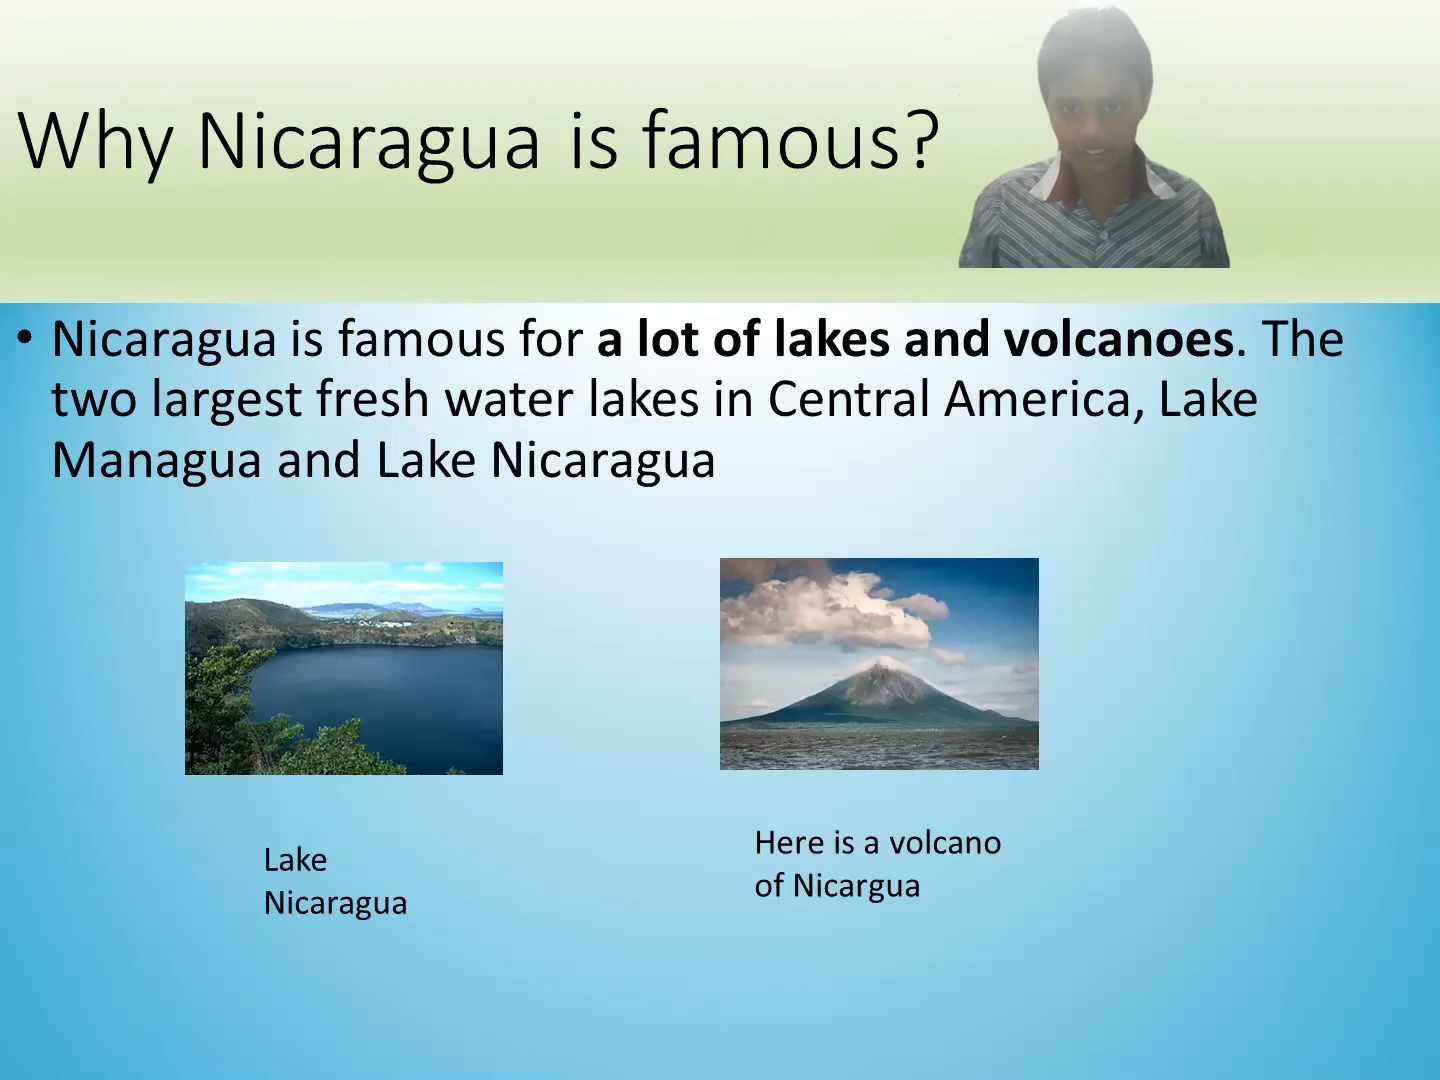 Why Nicaragua is famous?
• Nicaragua is famous for a lot of lakes and volcanoes. The
two largest fresh water lakes in Central America, Lake
Managua and Lake Nicaragua
Lake
Nicaragua
Here is a volcano
of Nicargua